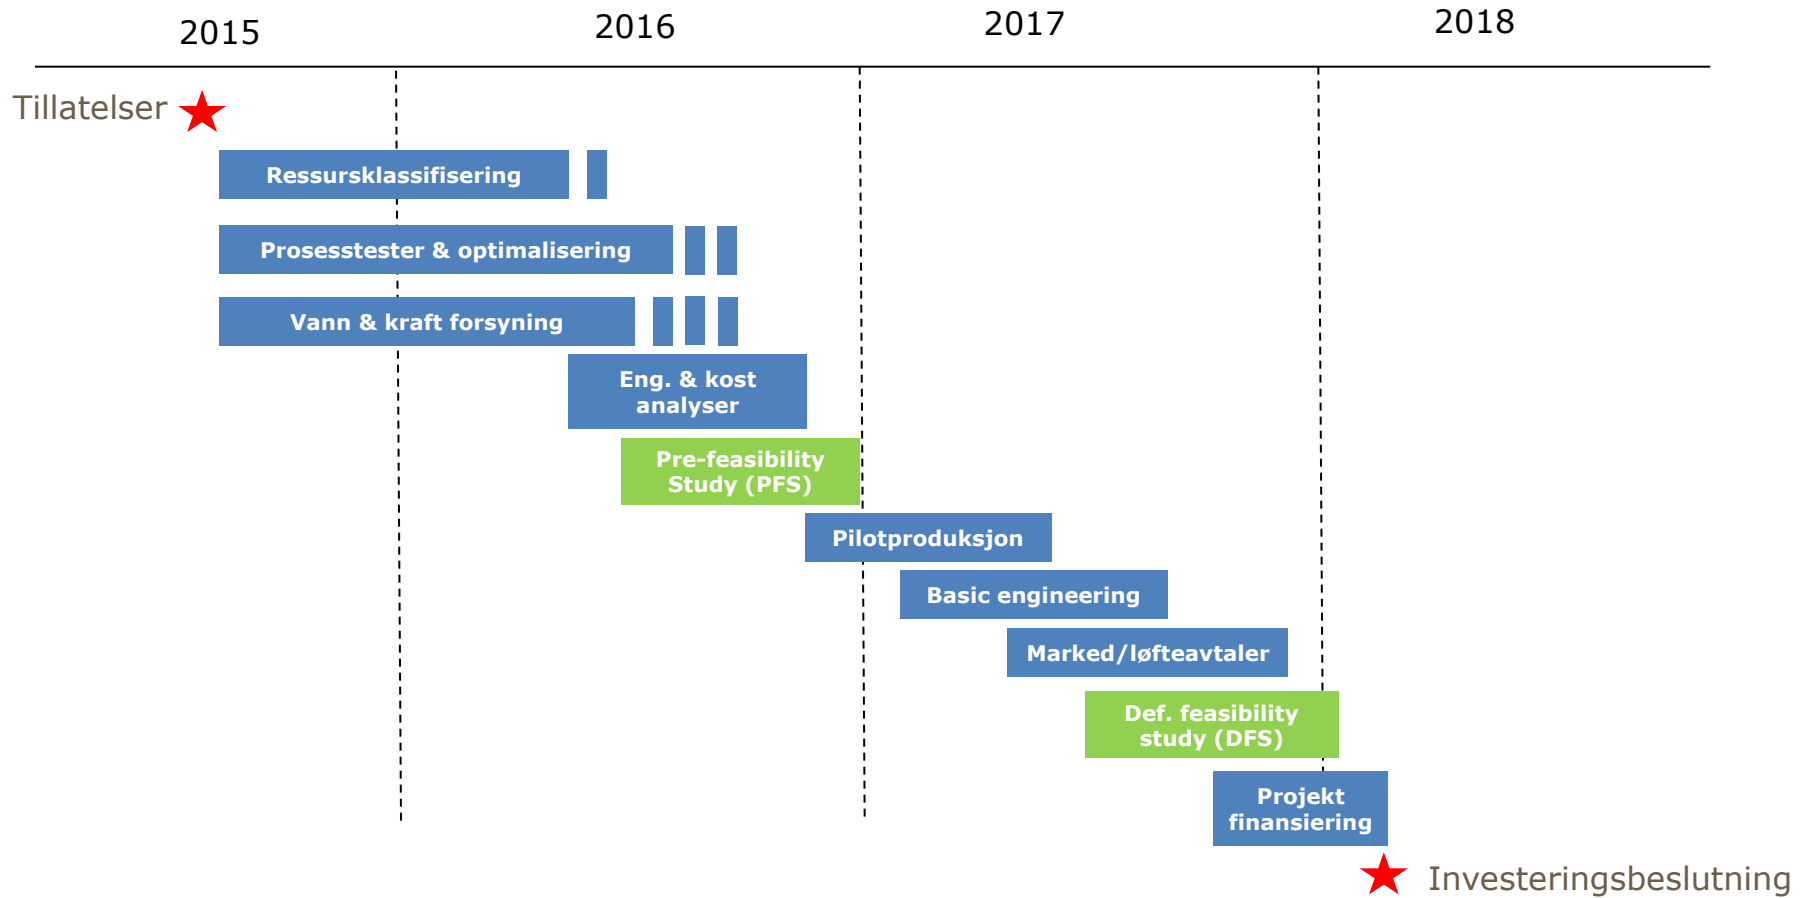 2015
2016
2017
2018
Tillatelser
Ressursklassifisering
Prosesstester & optimalisering
Vann & kraft forsyning
Eng. & kost
analyser
Pre-feasibility
Study (PFS)
Pilotproduksjon
Basic engineering
Marked/løfteavtaler
Def. feasibility
study (DFS)
Projekt
finansiering
Investeringsbeslutning